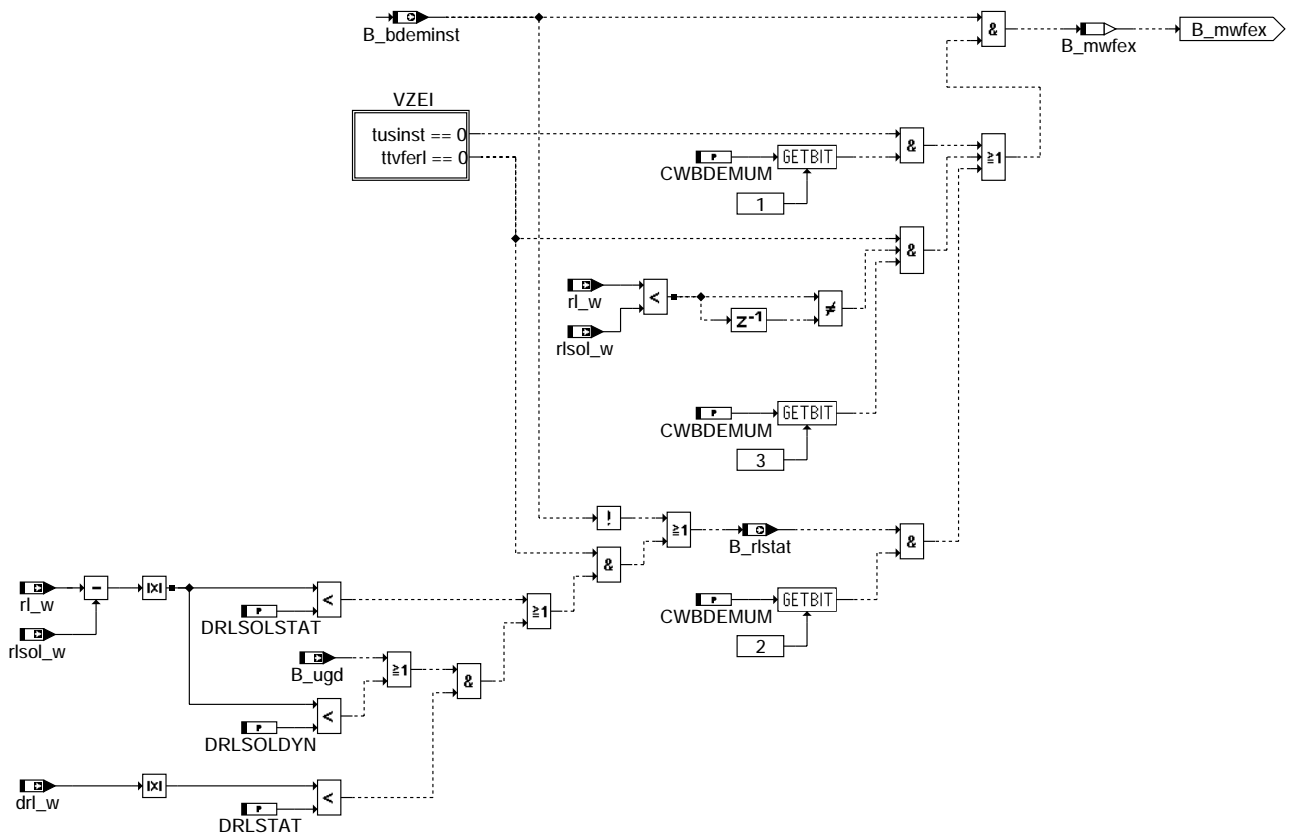 B_bdeminst
&
B_mwfex
B_mwfex
VZEI
tusinst == 0
ttvferl == 0
&
P
GETBIT
CWBDEMUM
≥1
1
&
rl_w
<
rlsol_w
z-1
≠
P
GETBIT
CWBDEMUM
3
!
≥1
B_rlstat
&
&
rl_w
-
|x|
<
P
DRLSOLSTAT
≥1
P
GETBIT
CWBDEMUM
2
rlsol_w
B_ugd
≥1
&
<
P
DRLSOLDYN
drl_w
|x|
<
P
DRLSTAT